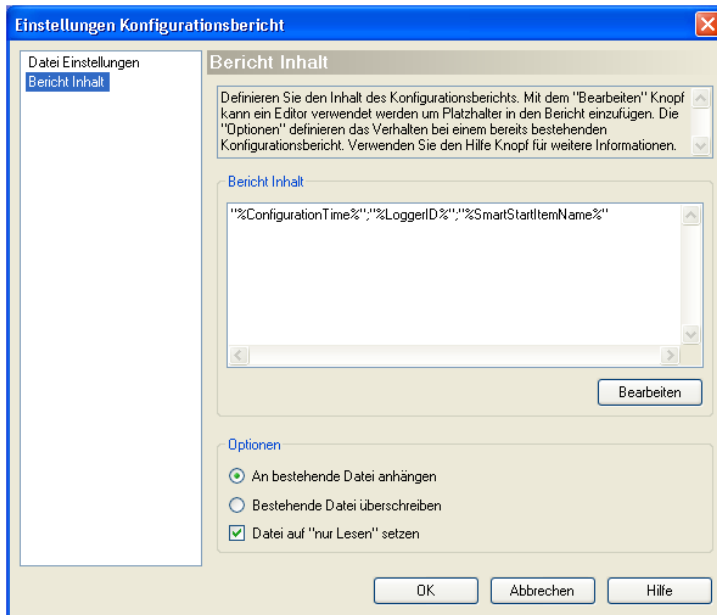 Einstellungen Konfigurationsbericht
Datei Einstellungen
Bericht Inhalt
Bericht Inhalt
Definieren Sie den Inhalt des Konfigurationsberichts. Mit dem "Bearbeiten" Knopf
kann ein Editor verwendet werden um Platzhalter in den Bericht einzufügen. Die
"Optionen" definieren das Verhalten bei einem bereits bestehenden
Konfigurationsbericht. Verwenden Sie den Hilfe Knopf für weitere Informationen.
Bericht Inhalt
"%ConfigurationTime%";"%LoggerID%";"%SmartStartItemName%"
Bearbeiten
Optionen
An bestehende Datei anhängen
Bestehende Datei überschreiben
Datei auf "nur Lesen" setzen
OK
Abbrechen
Hilfe